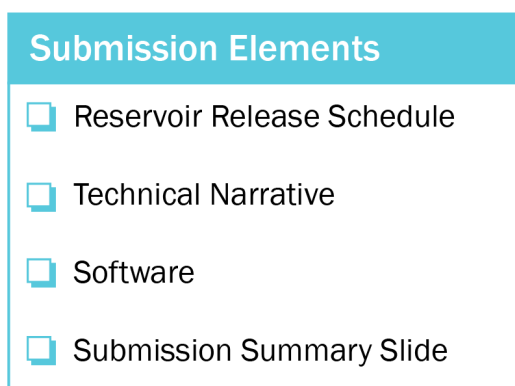 Submission Elements
Reservoir Release Schedule
Technical Narrative
Software
Submission Summary Slide